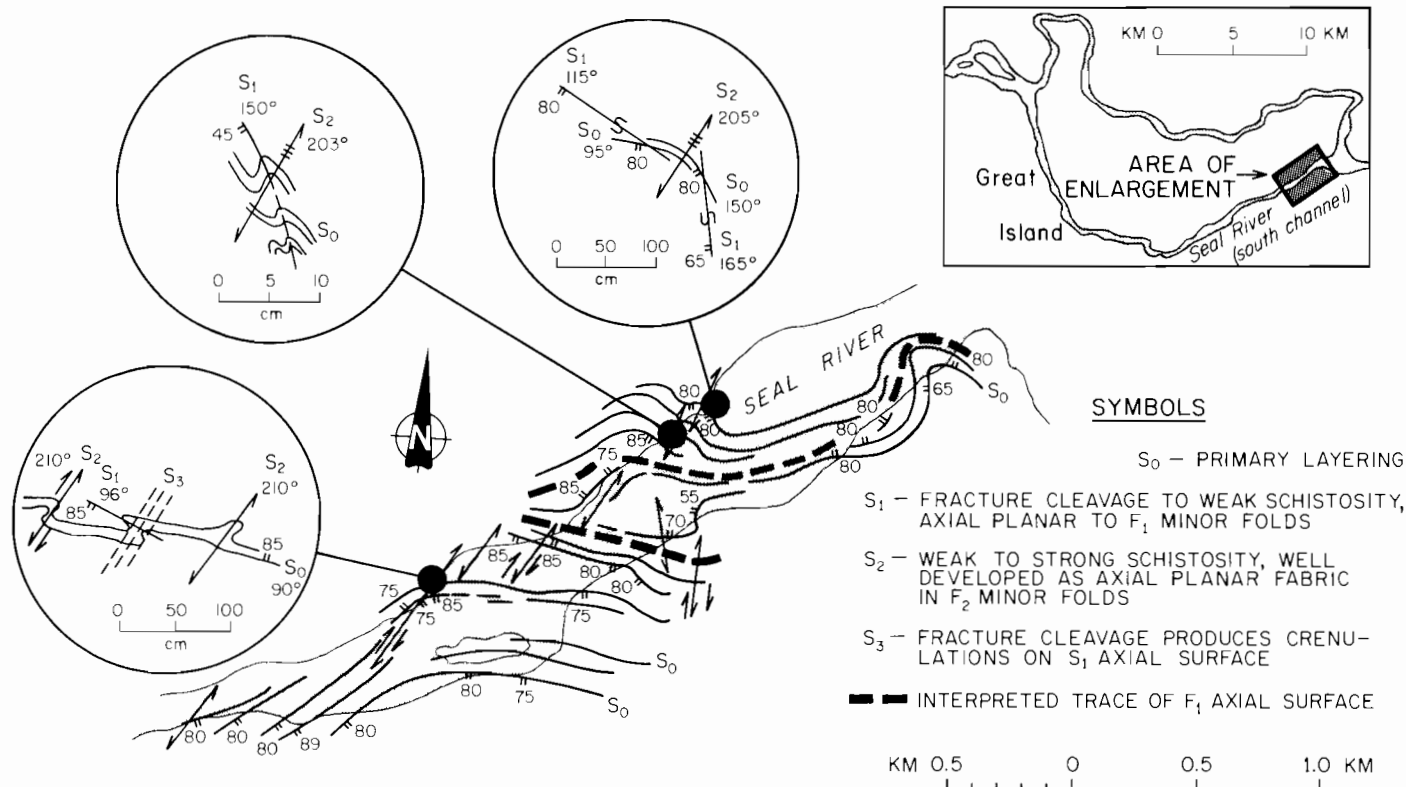 S₁
150°
45
S₂
203°
S₀
0 5 10
cm
S₁
115°
80
S
S₀
95°
80
S₂
205°
80
S₀
150°
S
S₁
65 165°
0 50 100
cm
KM 0 5 10 KM
AREA OF
ENLARGEMENT
Great
Island
Seal River
(south channel)
210°
S₂
S₁
96°
85
S₃
S₂
210°
85
S₀
90°
0 50 100
cm
N
SEAL RIVER
80
80
85
75
85
80
80
80
65
80
S₀
55
70
85
85
80
80
75
75
85
S₀
80
75
S₀
80
80
80
89
80
SYMBOLS
S₀ – PRIMARY LAYERING
S₁ – FRACTURE CLEAVAGE TO WEAK SCHISTOSITY,
AXIAL PLANAR TO F₁ MINOR FOLDS
S₂ – WEAK TO STRONG SCHISTOSITY, WELL
DEVELOPED AS AXIAL PLANAR FABRIC
IN F₂ MINOR FOLDS
S₃ – FRACTURE CLEAVAGE PRODUCES CRENU-
LATIONS ON S₁ AXIAL SURFACE
INTERPRETED TRACE OF F₁ AXIAL SURFACE
KM 0.5 0 0.5 1.0 KM